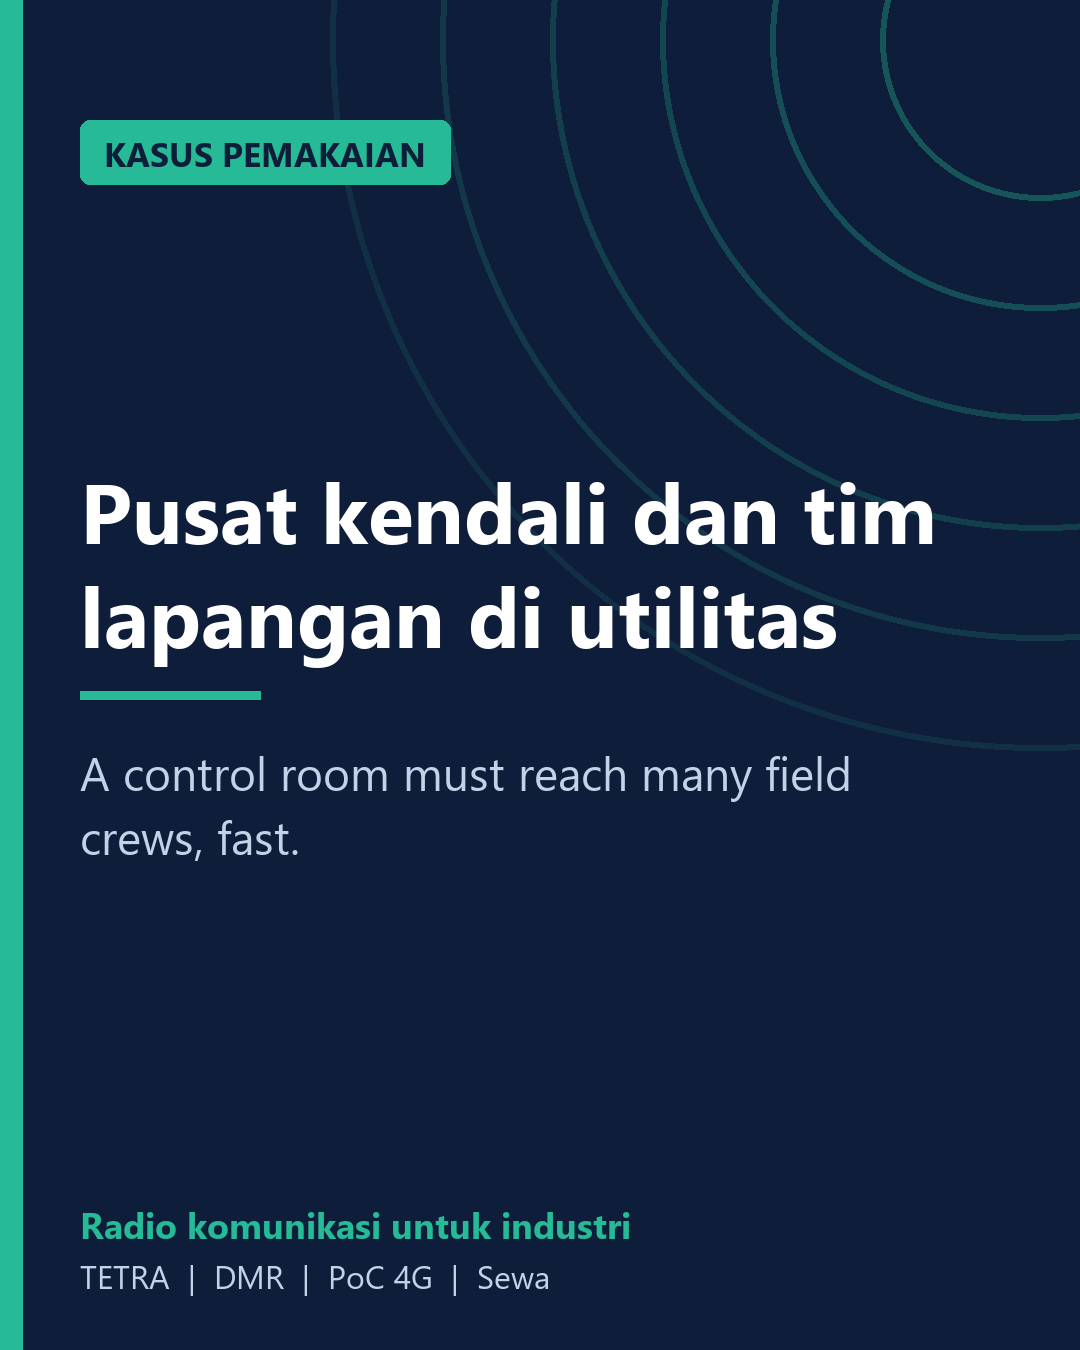 KASUS PEMAKAIAN
Pusat kendali dan tim
lapangan di utilitas
A control room must reach many field
crews, fast.
Radio komunikasi untuk industri
TETRA | DMR | PoC 4G | Sewa